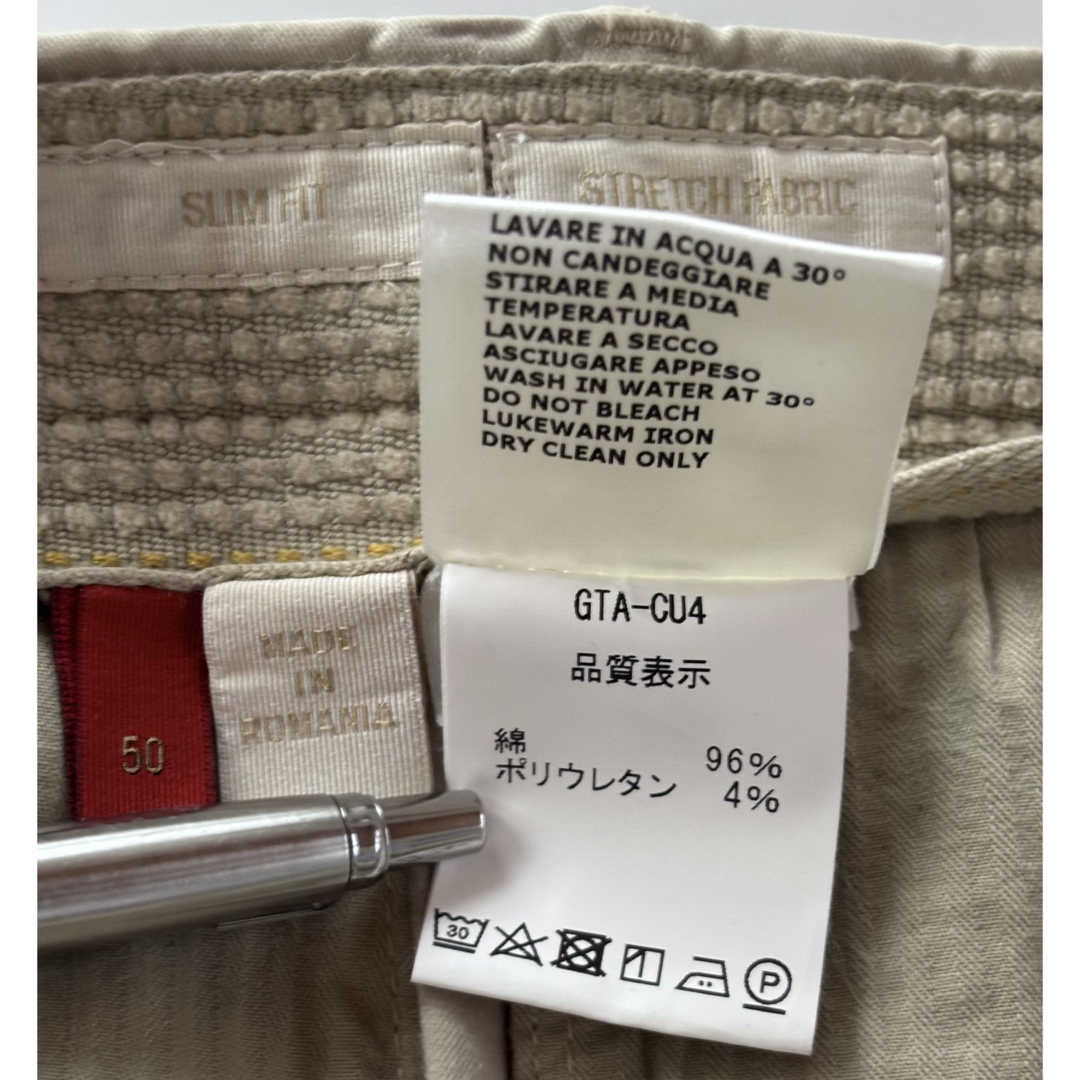 SLIM FIT
STRETCH FABRIC
LAVARE IN ACQUA A 30°
NON CANDEGGIARE
STIRARE A MEDIA
TEMPERATURA
LAVARE A SECCO
ASCIUGARE APPESO
WASH IN WATER AT 30°
DO NOT BLEACH
LUKEWARM IRON
DRY CLEAN ONLY
50
MADE
IN
ROMANIA
GTA-CU4
品質表示
綿 96%
ポリウレタン 4%
30 P